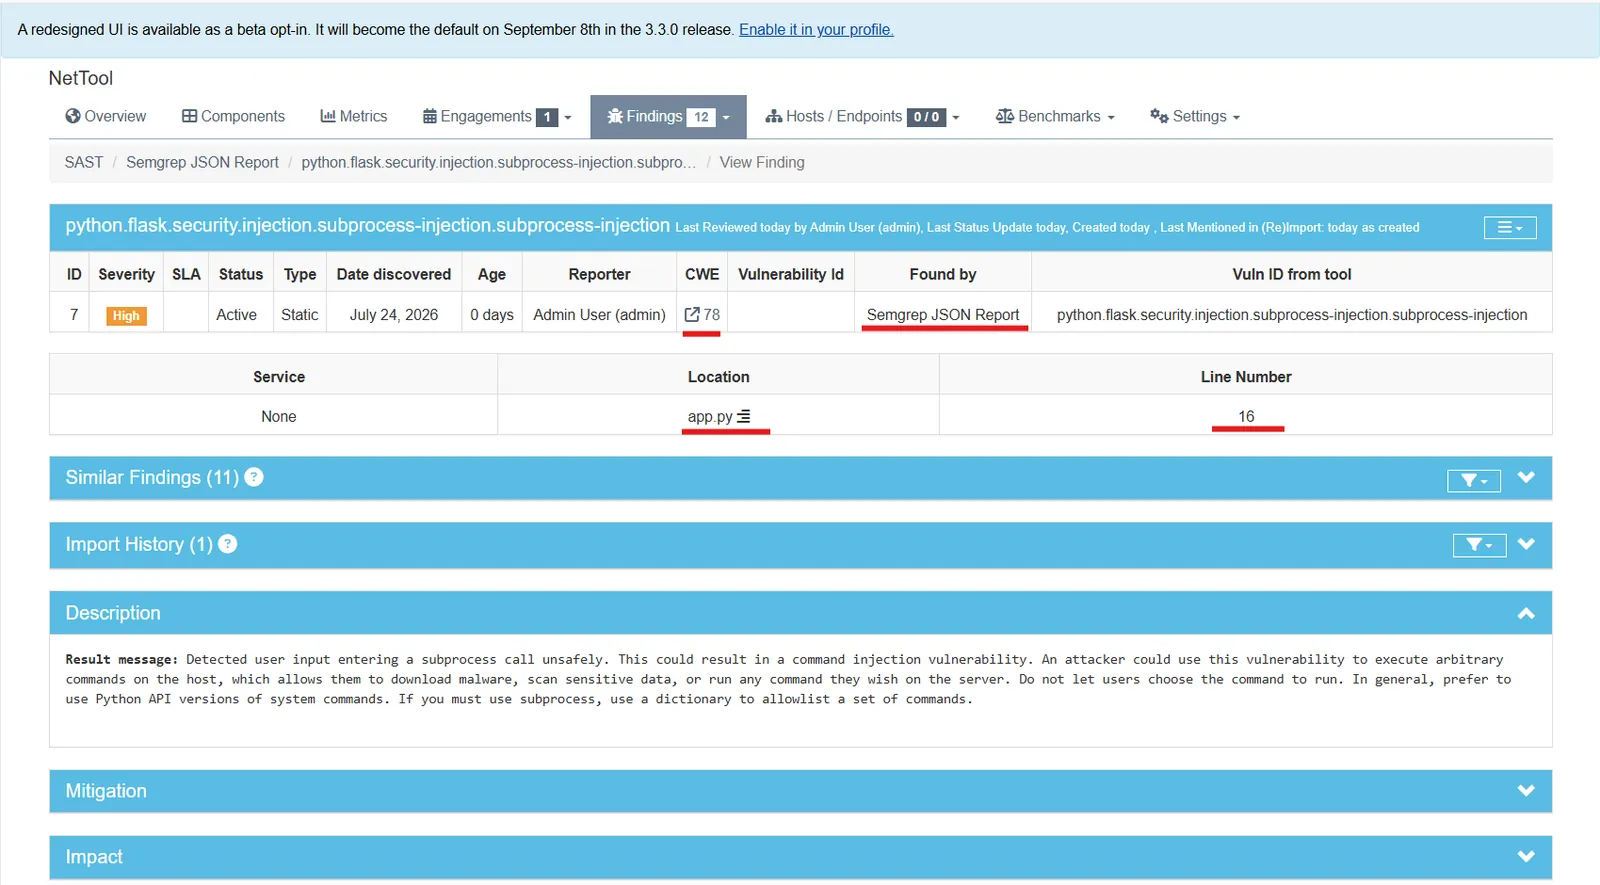 A redesigned UI is available as a beta opt-in. It will become the default on September 8th in the 3.3.0 release. Enable it in your profile.
NetTool
Overview Components Metrics Engagements 1 Findings 12 Hosts / Endpoints 0 / 0 Benchmarks Settings
SAST / Semgrep JSON Report / python.flask.security.injection.subprocess-injection.subpro... / View Finding
python.flask.security.injection.subprocess-injection.subprocess-injection Last Reviewed today by Admin User (admin), Last Status Update today, Created today , Last Mentioned in (Re)Import: today as created
ID Severity SLA Status Type Date discovered Age Reporter CWE Vulnerability Id Found by Vuln ID from tool
7 High Active Static July 24, 2026 0 days Admin User (admin) 78 Semgrep JSON Report python.flask.security.injection.subprocess-injection.subprocess-injection
Service Location Line Number
None app.py 16
Similar Findings (11) ?
Import History (1) ?
Description
Result message: Detected user input entering a subprocess call unsafely. This could result in a command injection vulnerability. An attacker could use this vulnerability to execute arbitrary
commands on the host, which allows them to download malware, scan sensitive data, or run any command they wish on the server. Do not let users choose the command to run. In general, prefer to
use Python API versions of system commands. If you must use subprocess, use a dictionary to allowlist a set of commands.
Mitigation
Impact